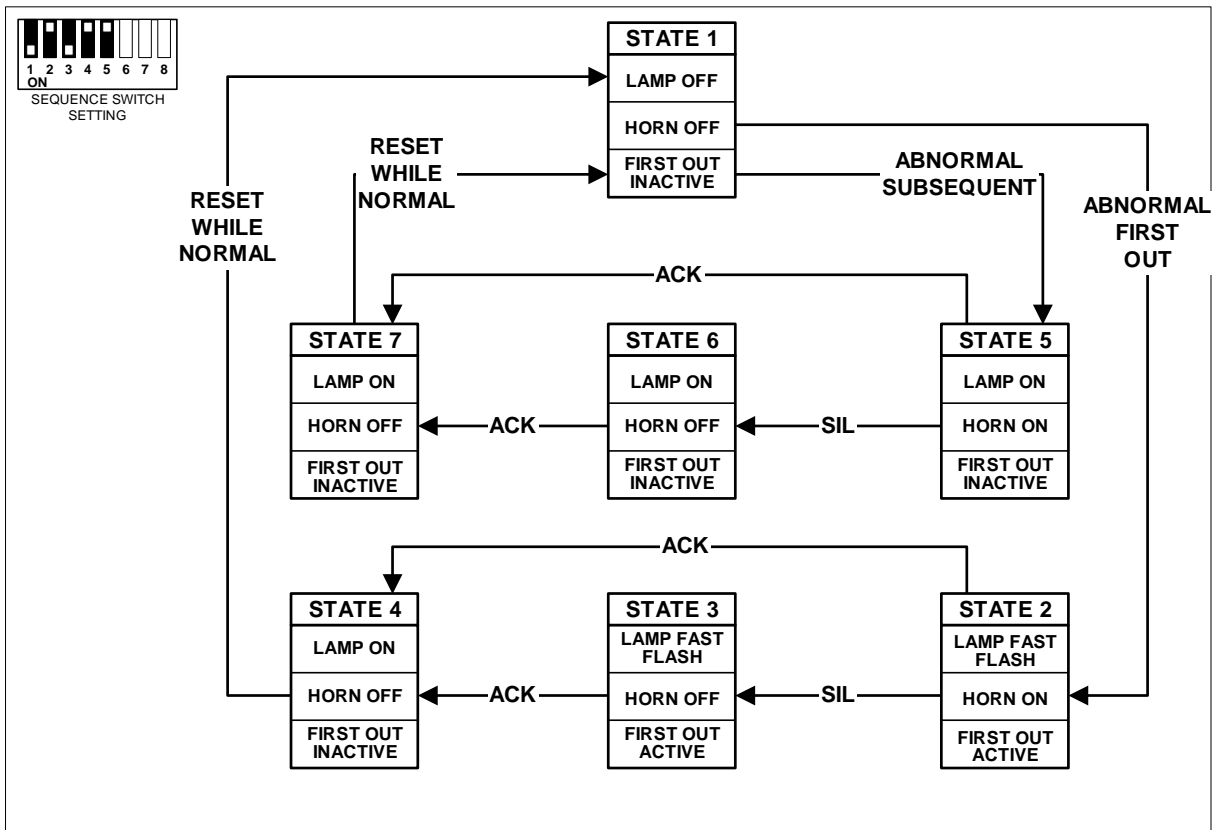 1 2 3 4 5 6 7 8
ON
SEQUENCE SWITCH
SETTING
STATE 1
LAMP OFF
HORN OFF
FIRST OUT
INACTIVE
RESET
WHILE
NORMAL
RESET
WHILE
NORMAL
ABNORMAL
SUBSEQUENT
ABNORMAL
FIRST
OUT
ACK
STATE 7
LAMP ON
HORN OFF
FIRST OUT
INACTIVE
ACK
STATE 6
LAMP ON
HORN OFF
FIRST OUT
INACTIVE
SIL
STATE 5
LAMP ON
HORN ON
FIRST OUT
INACTIVE
ACK
STATE 4
LAMP ON
HORN OFF
FIRST OUT
INACTIVE
ACK
STATE 3
LAMP FAST
FLASH
HORN OFF
FIRST OUT
ACTIVE
SIL
STATE 2
LAMP FAST
FLASH
HORN ON
FIRST OUT
ACTIVE